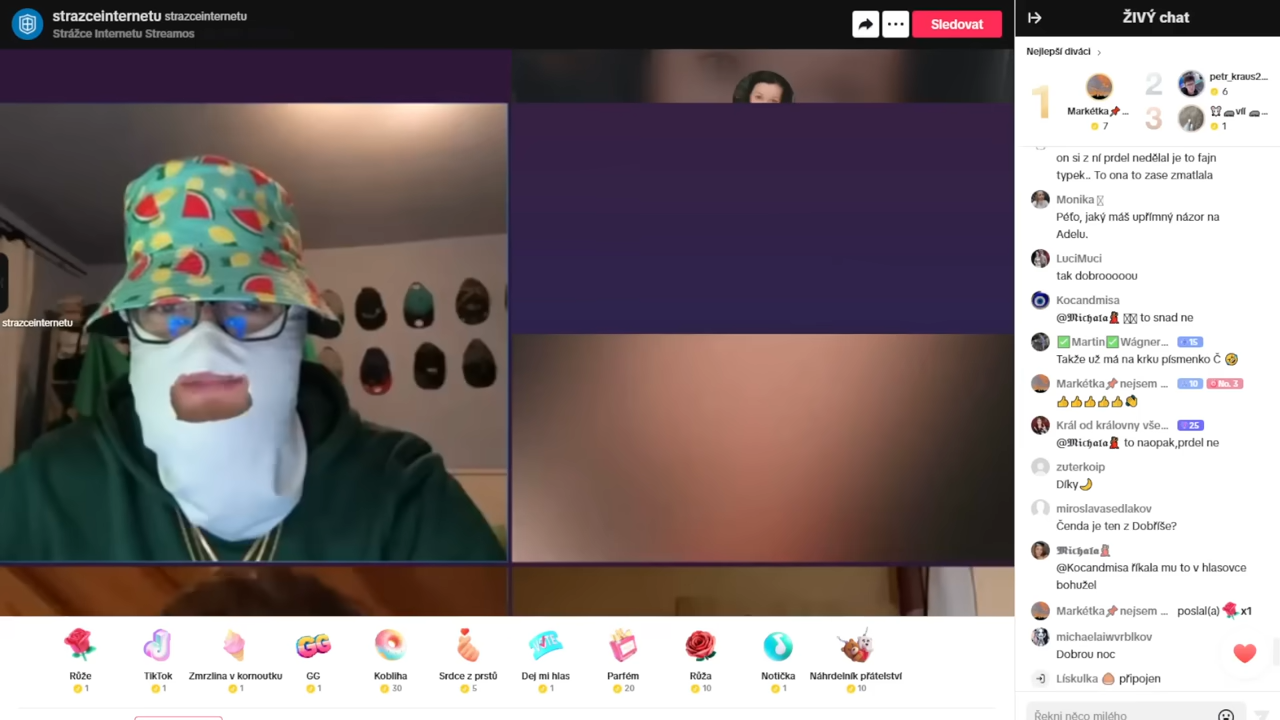 strazceinternetu strazceinternetu
Strážce Internetu Streamos
Sledovat
strazceinternetu
Růže
1
TikTok
1
Zmrzlina v kornoutku
1
GG
GG
1
Kobliha
30
Srdce z prstů
5
Dej mi hlas
1
Parfém
20
Růža
10
Notička
1
Náhrdelník přátelství
10
ŽIVÝ chat
Nejlepší diváci
1
Markétka📌 ...
7
2
petr_kraus2...
6
3
víí ...
1
on si z ní prdel nedělal je to fajn
typek.. To ona to zase zmatlala
Monika
Péťo, jaký máš upřímný názor na
Adelu.
LuciMuci
tak dobrooooou
Kocandmisa
@𝕸𝖎𝖈𝖍𝖆𝖑𝖆 to snad ne
✅Martin✅Wágner... 15
Takže už má na krku písmenko Č 🤣
Markétka📌nejsem ... 10 No. 3
👍👍👍👍👍👏
Král od královny vše... 25
@𝕸𝖎𝖈𝖍𝖆𝖑𝖆 to naopak,prdel ne
zuterkoip
Díky🌙
miroslavasedlakov
Čenda je ten z Dobříše?
𝕸𝖎𝖈𝖍𝖆𝖑𝖆
@Kocandmisa říkala mu to v hlasovce
bohužel
Markétka📌nejsem ... poslal(a) 🌹x1
michaelaiwvrblkov
Dobrou noc
Lískulka 🌰 připojen
Řekni něco milého